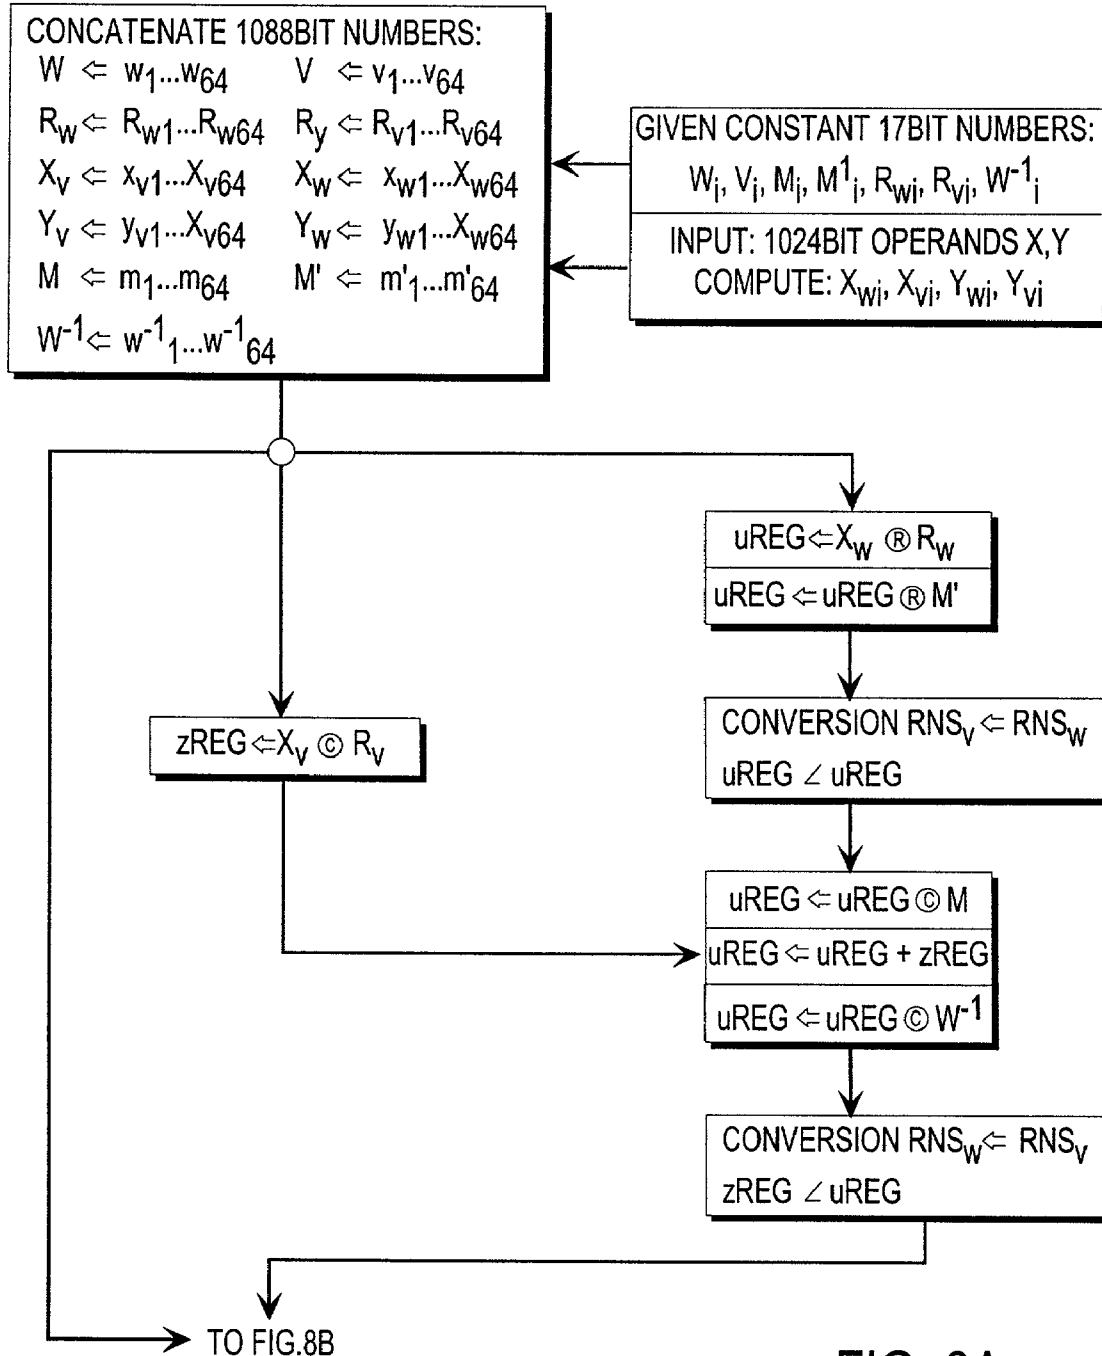 CONCATENATE 1088BIT NUMBERS:
W ⇐ w1...w64 V ⇐ v1...v64
Rw⇐ Rw1...Rw64 Ry ⇐ Rv1...Rv64
Xv ⇐ xv1...Xv64 Xw ⇐ xw1...Xw64
Yv ⇐ yv1...Xv64 Yw ⇐ yw1...Xw64
M ⇐ m1...m64 M' ⇐ m'1...m'64
W-1⇐ w-11...w-164
GIVEN CONSTANT 17BIT NUMBERS:
Wi, Vi, Mi, M1i, Rwi, Rvi, W-1i
INPUT: 1024BIT OPERANDS X,Y
COMPUTE: Xwi, Xvi, Ywi, Yvi
uREG⇐Xw Ⓡ Rw
uREG ⇐ uREG Ⓡ M'
zREG⇐Xv © Rv
CONVERSION RNSv ⇐ RNSw
uREG ∠ uREG
uREG ⇐ uREG © M
uREG ⇐ uREG + zREG
uREG ⇐ uREG © W-1
CONVERSION RNSw⇐ RNSv
zREG ∠ uREG
TO FIG.8B